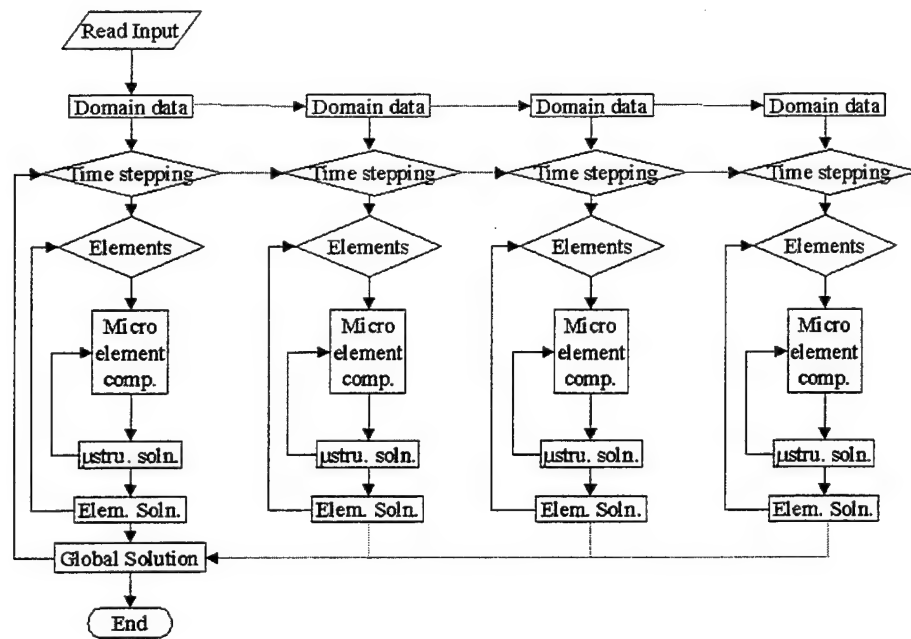 Read Input
Domain data
Domain data
Domain data
Domain data
Time stepping
Time stepping
Time stepping
Time stepping
Elements
Elements
Elements
Elements
Micro
element
comp.
Micro
element
comp.
Micro
element
comp.
Micro
element
comp.
μstru. soln.
μstru. soln.
μstru. soln.
μstru. soln.
Elem. Soln.
Elem. Soln.
Elem. Soln.
Elem. Soln.
Global Solution
End